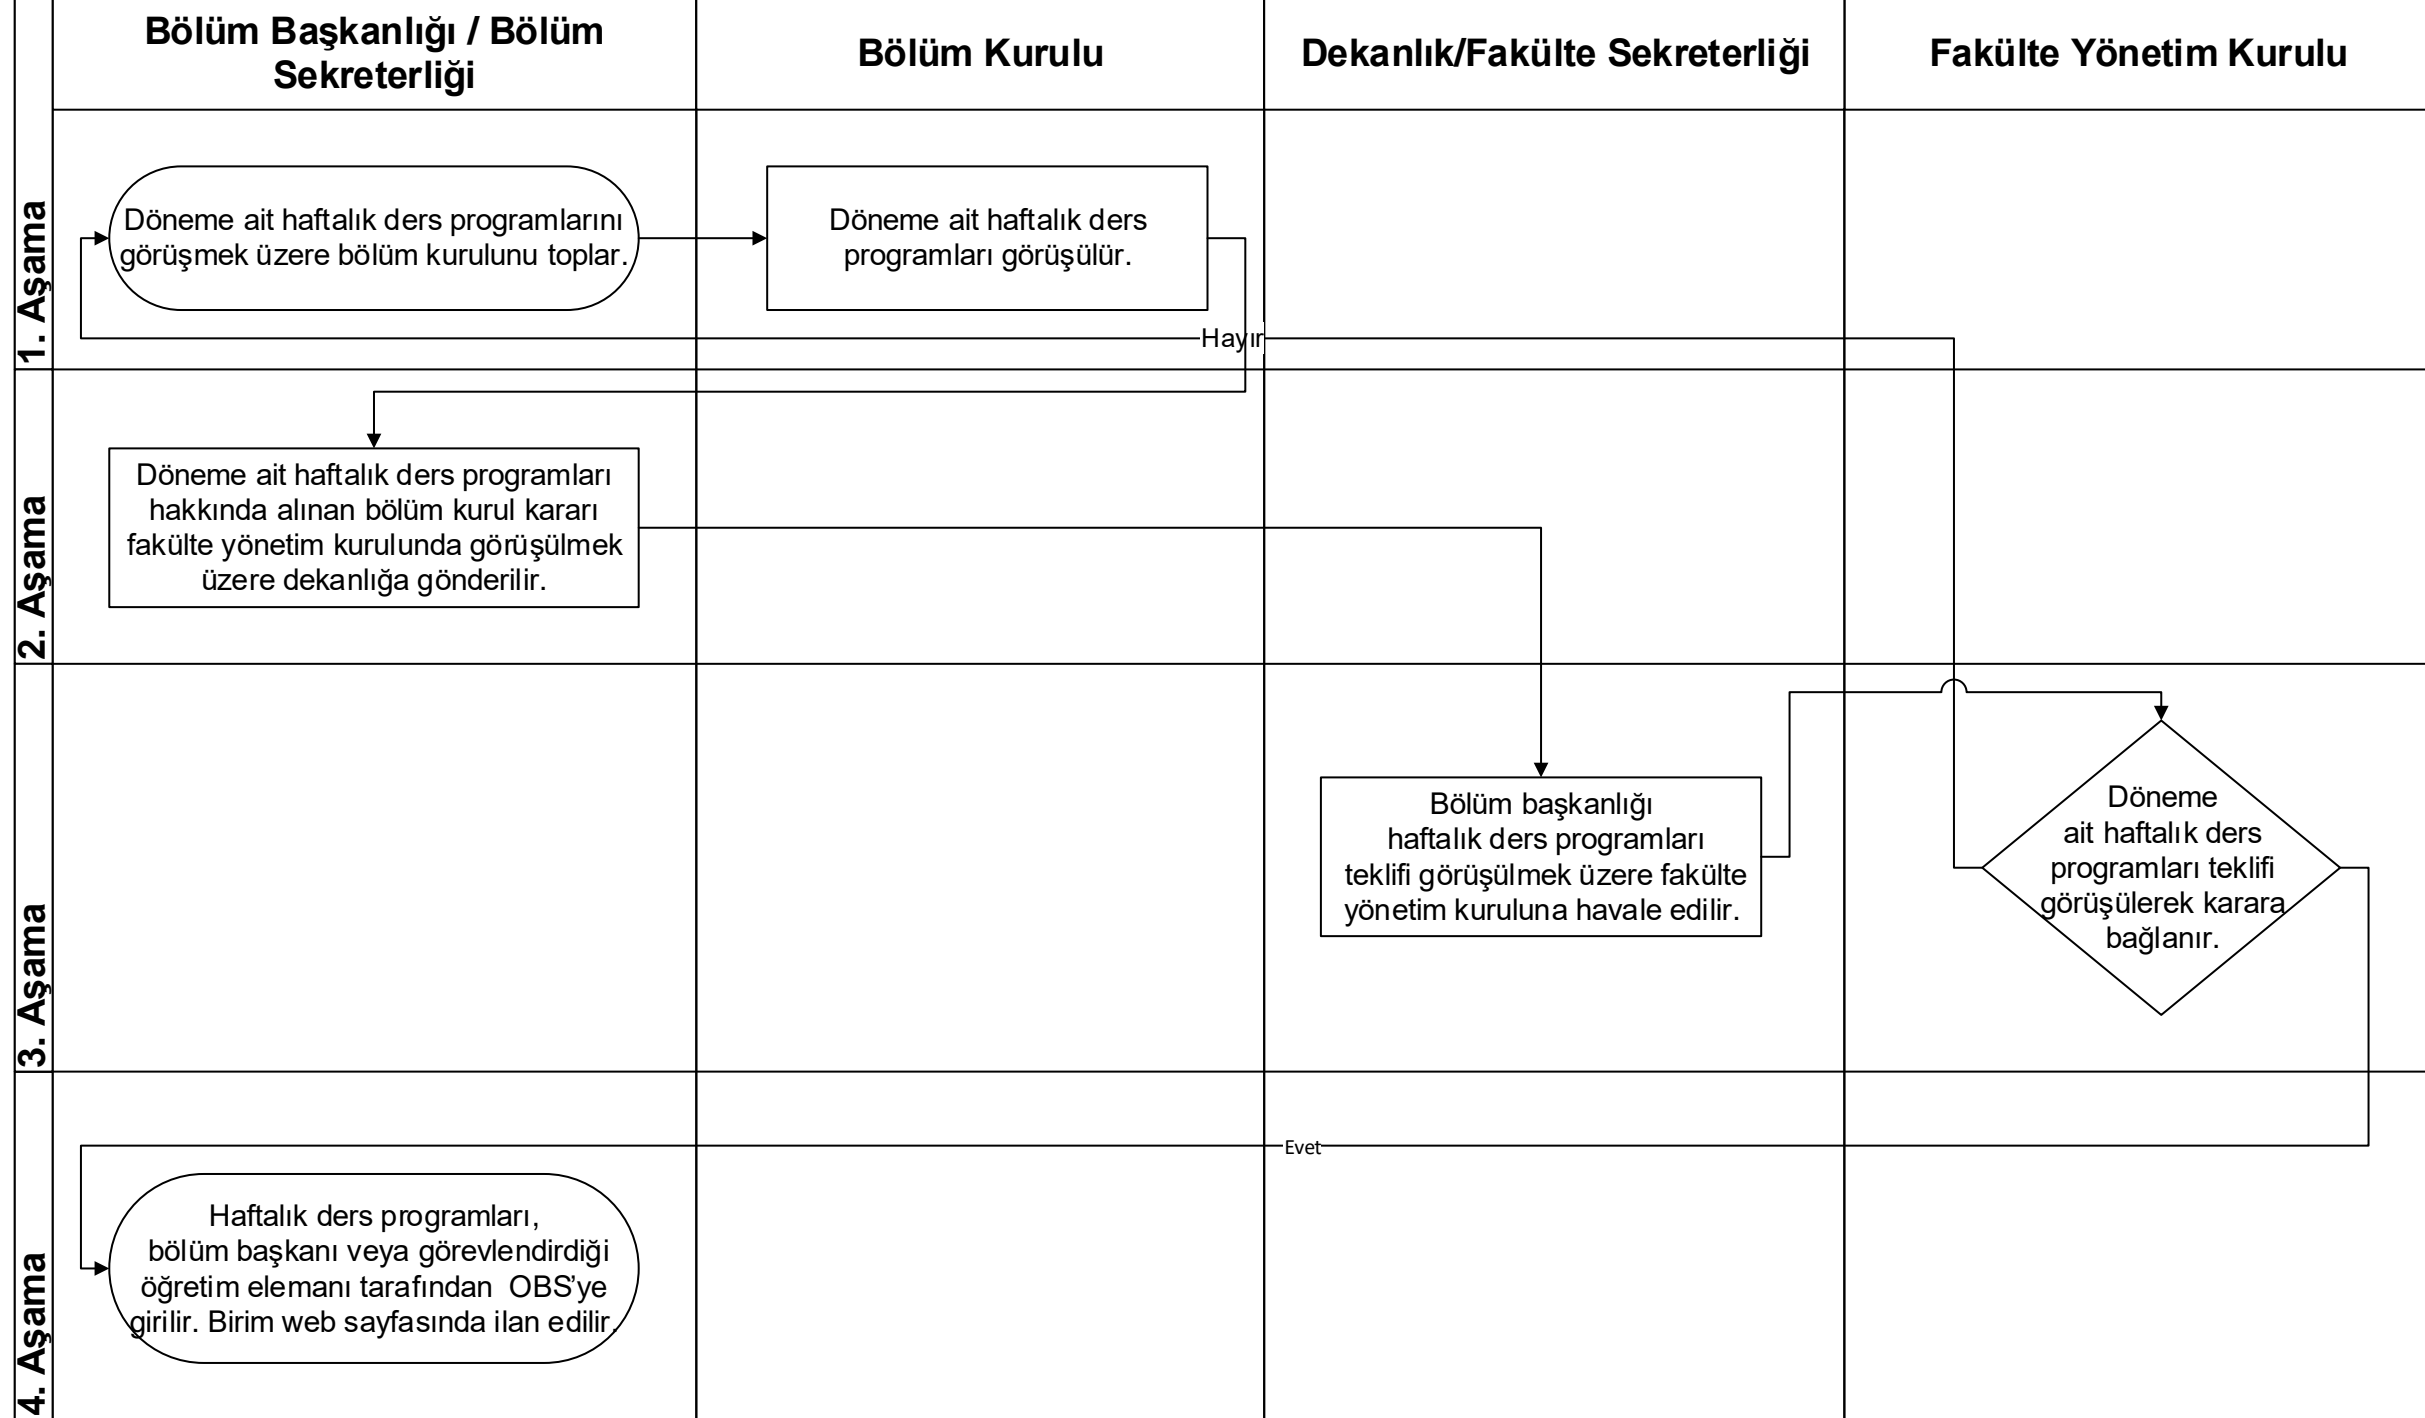 Bölüm Başkanlığı / Bölüm
Sekreterliği
Bölüm Kurulu
Dekanlık/Fakülte Sekreterliği
Fakülte Yönetim Kurulu
1. Aşama
Döneme ait haftalık ders programlarını
görüşmek üzere bölüm kurulunu toplar.
Döneme ait haftalık ders
programları görüşülür.
Hayır
2. Aşama
Döneme ait haftalık ders programları
hakkında alınan bölüm kurul kararı
fakülte yönetim kurulunda görüşülmek
üzere dekanlığa gönderilir.
3. Aşama
Bölüm başkanlığı
haftalık ders programları
teklifi görüşülmek üzere fakülte
yönetim kuruluna havale edilir.
Döneme
ait haftalık ders
programları teklifi
görüşülerek karara
bağlanır.
Evet
4. Aşama
Haftalık ders programları,
bölüm başkanı veya görevlendirdiği
öğretim elemanı tarafından  OBS’ye
girilir. Birim web sayfasında ilan edilir.